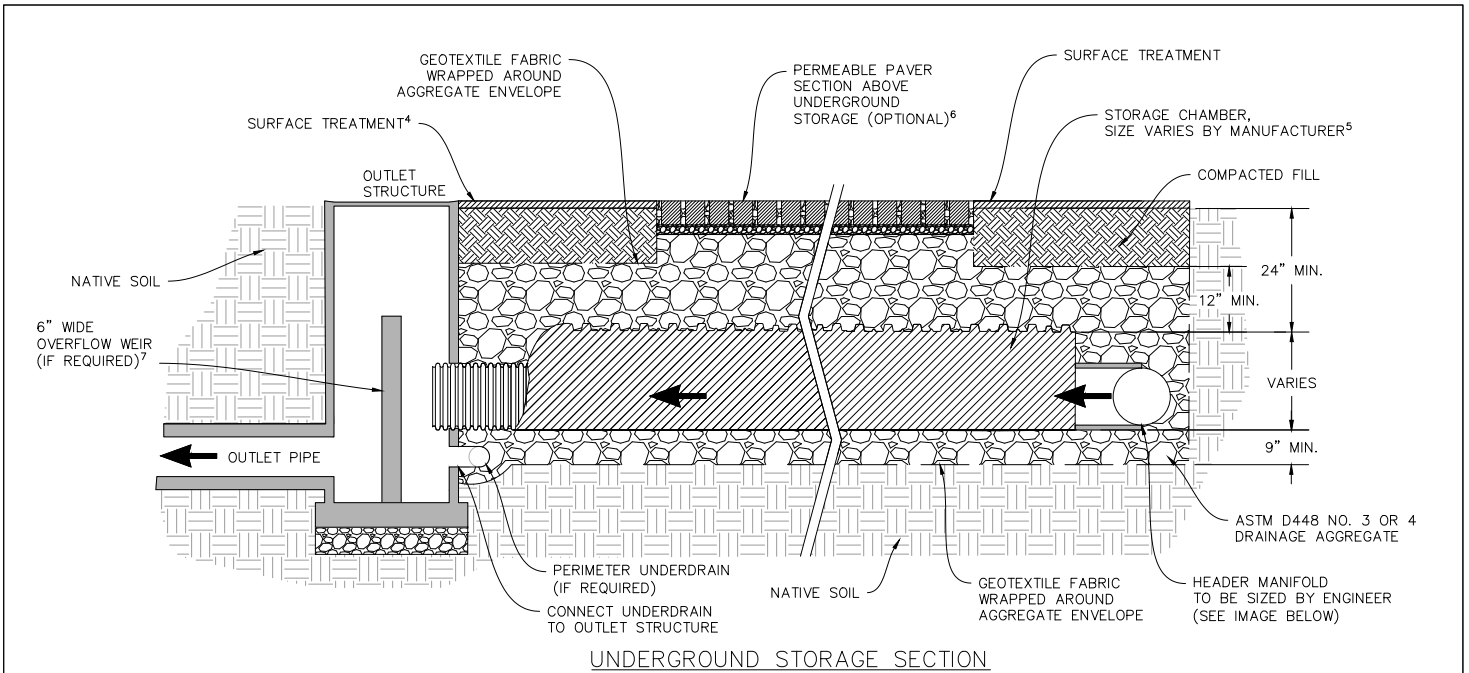 GEOTEXTILE FABRIC
WRAPPED AROUND
AGGREGATE ENVELOPE
PERMEABLE PAVER
SECTION ABOVE
UNDERGROUND
STORAGE (OPTIONAL)⁶
SURFACE TREATMENT
SURFACE TREATMENT⁴
STORAGE CHAMBER,
SIZE VARIES BY MANUFACTURER⁵
OUTLET
STRUCTURE
COMPACTED FILL
NATIVE SOIL
24" MIN.
12" MIN.
6" WIDE
OVERFLOW WEIR
(IF REQUIRED)⁷
VARIES
OUTLET PIPE
9" MIN.
ASTM D448 NO. 3 OR 4
DRAINAGE AGGREGATE
PERIMETER UNDERDRAIN
(IF REQUIRED)
CONNECT UNDERDRAIN
TO OUTLET STRUCTURE
NATIVE SOIL
GEOTEXTILE FABRIC
WRAPPED AROUND
AGGREGATE ENVELOPE
HEADER MANIFOLD
TO BE SIZED BY ENGINEER
(SEE IMAGE BELOW)
UNDERGROUND STORAGE SECTION